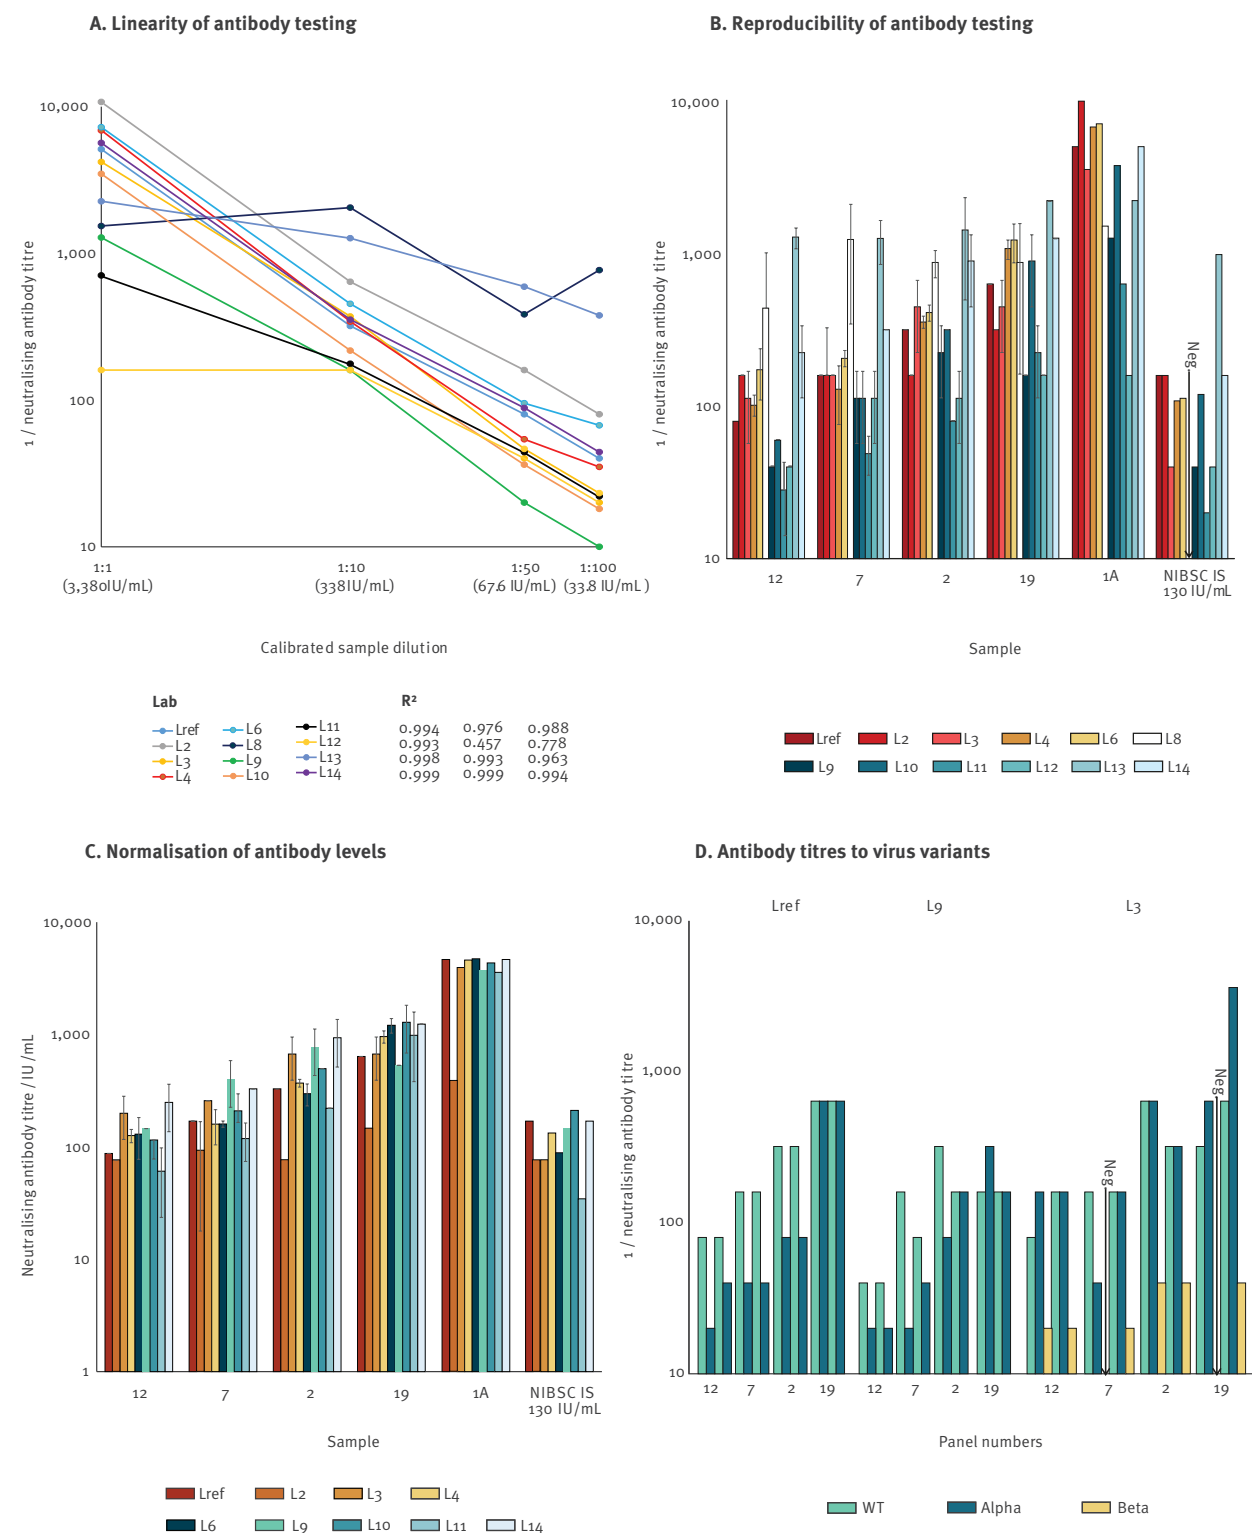 A. Linearity of antibody testing
10,000
1,000
100
10
1 / neutralising antibody titre
1:1
(3,380IU/mL)
1:10
(338IU/mL)
1:50
(67.6 IU/mL)
1:100
(33.8 IU/mL)
Calibrated sample dilution
Lab
R²
Lref
L2
L3
L4
L6
L8
L9
L10
L11
L12
L13
L14
0.994 0.976 0.988
0.993 0.457 0.778
0.998 0.993 0.963
0.999 0.999 0.994
B. Reproducibility of antibody testing
10,000
1,000
100
10
1 / neutralising antibody titre
Neg
12
7
2
19
1A
NIBSC IS
130 IU/mL
Sample
Lref L2 L3 L4 L6 L8
L9 L10 L11 L12 L13 L14
C. Normalisation of antibody levels
10,000
1,000
100
10
1
Neutralising antibody titre / IU /mL
12
7
2
19
1A
NIBSC IS
130 IU/mL
Sample
Lref L2 L3 L4
L6 L9 L10 L11 L14
D. Antibody titres to virus variants
Lref L9 L3
10,000
1,000
100
10
1 / neutralising antibody titre
Neg
Neg
12 7 2 19 12 7 2 19 12 7 2 19
Panel numbers
WT Alpha Beta